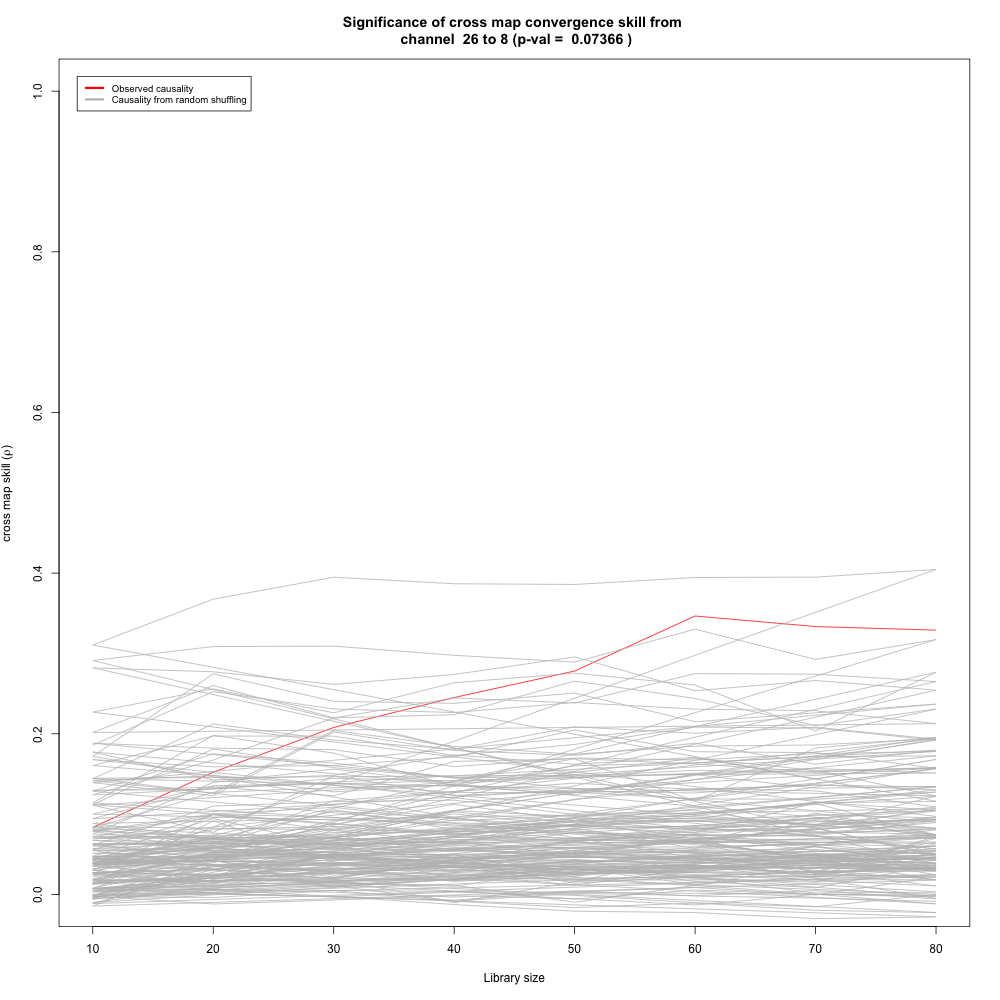 Significance of cross map convergence skill from
channel  26 to 8 (p-val =  0.07366 )
Observed causality
Causality from random shuffling
1.0
0.8
0.6
0.4
0.2
0.0
cross map skill (ρ)
10 20 30 40 50 60 70 80
Library size